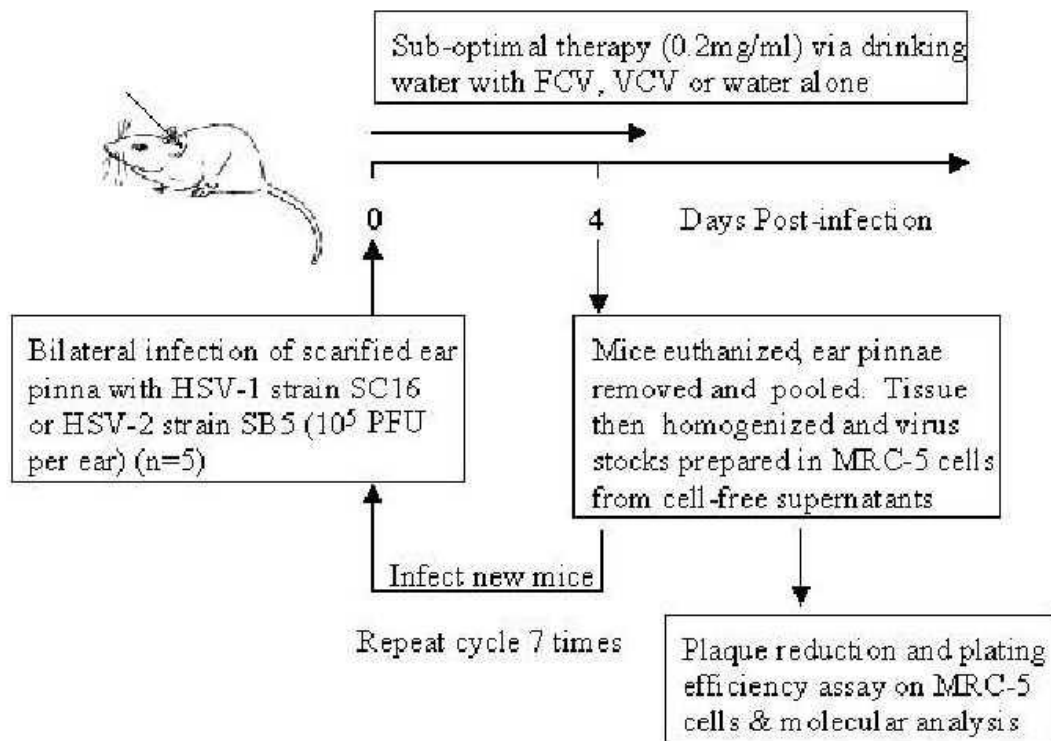 Sub-optimal therapy (0.2mg/ml) via drinking
water with FCV, VCV or water alone
0
4
Days Post-infection
Bilateral infection of scarified ear
pinna with HSV-1 strain SC16
or HSV-2 strain SB5 (10⁵ PFU
per ear) (n=5)
Mice euthanized, ear pinnae
removed and pooled. Tissue
then homogenized and virus
stocks prepared in MRC-5 cells
from cell-free supernatants
Infect new mice
Repeat cycle 7 times
Plaque reduction and plating
efficiency assay on MRC-5
cells & molecular analysis